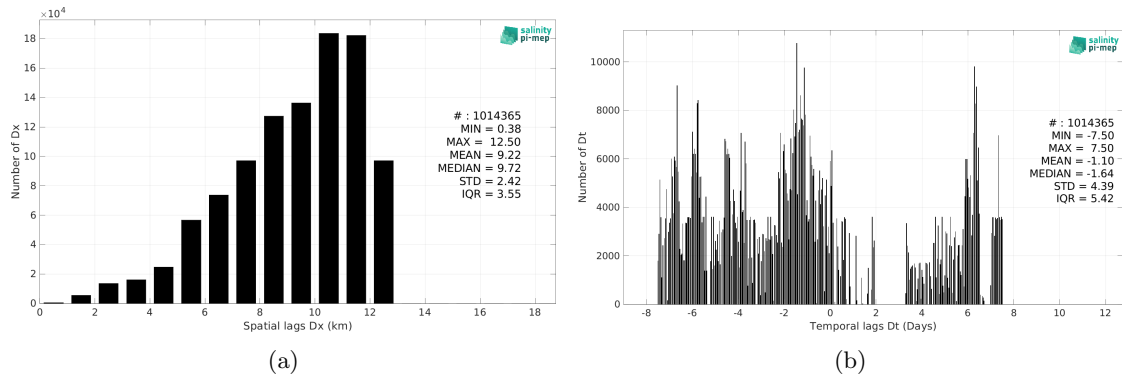 ×10⁴
salinity
pi-mep
18
16
14
12
10
8
6
4
2
0
Number of Dx
# : 1014365
MIN = 0.38
MAX = 12.50
MEAN = 9.22
MEDIAN = 9.72
STD = 2.42
IQR = 3.55
0 2 4 6 8 10 12 14 16 18
Spatial lags Dx (km)
(a)
salinity
pi-mep
10000
8000
6000
4000
2000
0
Number of Dt
# : 1014365
MIN = -7.50
MAX = 7.50
MEAN = -1.10
MEDIAN = -1.64
STD = 4.39
IQR = 5.42
-8 -6 -4 -2 0 2 4 6 8 10 12
Temporal lags Dt (Days)
(b)